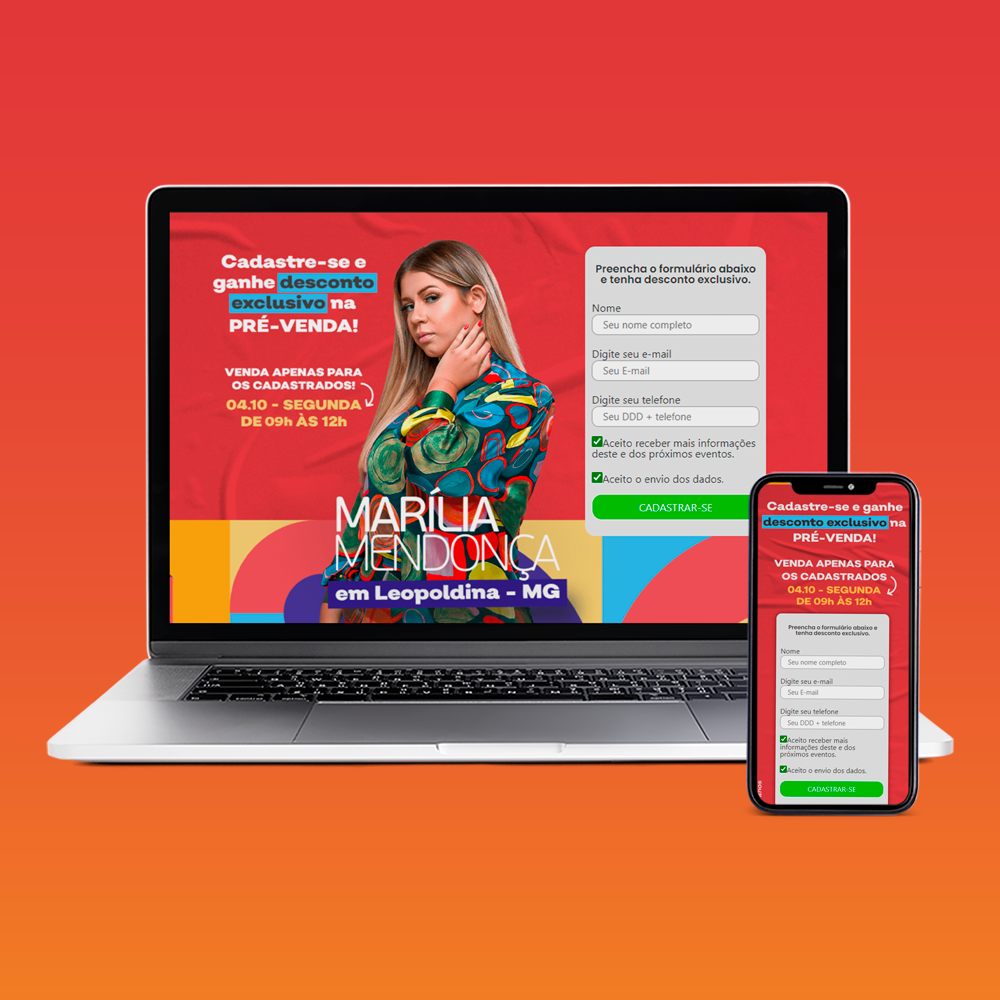 Cadastre-se e
ganhe desconto
exclusivo na
PRÉ-VENDA!
VENDA APENAS PARA
OS CADASTRADOS!
04.10 - SEGUNDA
DE 09h ÀS 12h
MARÍLIA
MENDONÇA
em Leopoldina - MG
Preencha o formulário abaixo
e tenha desconto exclusivo.
Nome
Seu nome completo
Digite seu e-mail
Seu E-mail
Digite seu telefone
Seu DDD + telefone
Aceito receber mais informações
deste e dos próximos eventos.
Aceito o envio dos dados.
CADASTRAR-SE
Cadastre-se e ganhe
desconto exclusivo na
PRÉ-VENDA!
VENDA APENAS PARA
OS CADASTRADOS
04.10 - SEGUNDA
DE 09h ÀS 12h
Preencha o formulário abaixo e
tenha desconto exclusivo.
Nome
Seu nome completo
Digite seu e-mail
Seu E-mail
Digite seu telefone
Seu DDD + telefone
Aceito receber mais
informações deste e dos
próximos eventos.
Aceito o envio dos dados.
CADASTRAR-SE